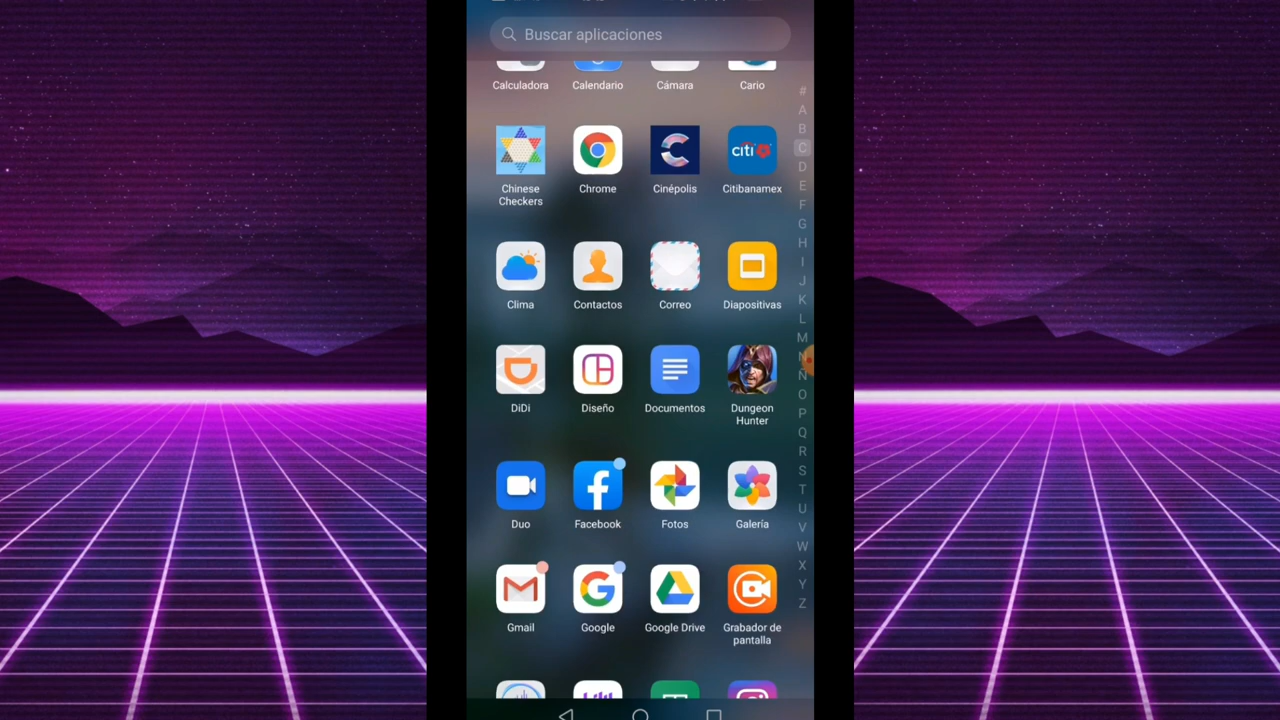 Buscar aplicaciones
Calculadora
Calendario
Cámara
Cario
Chinese
Checkers
Chrome
Cinépolis
citi
Citibanamex
Clima
Contactos
Correo
Diapositivas
DiDi
Diseño
Documentos
Dungeon
Hunter
Duo
Facebook
Fotos
Galería
Gmail
Google
Google Drive
Grabador de
pantalla
#
A
B
C
D
E
F
G
H
I
J
K
L
M
N
Ñ
O
P
Q
R
S
T
U
V
W
X
Y
Z